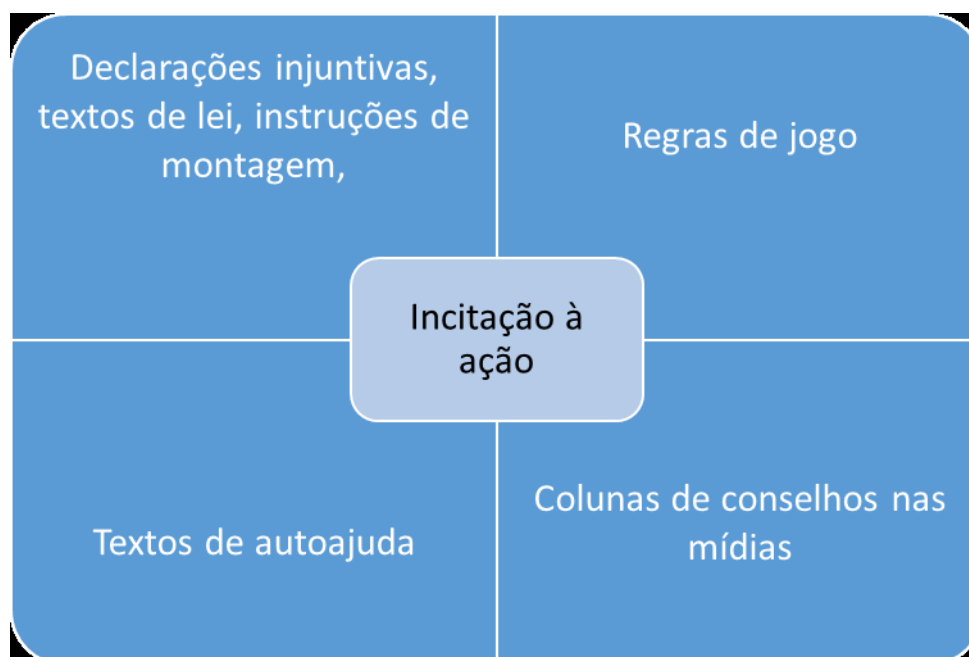 Declarações injuntivas,
textos de lei, instruções de
montagem,
Regras de jogo
Incitação à
ação
Textos de autoajuda
Colunas de conselhos nas
mídias